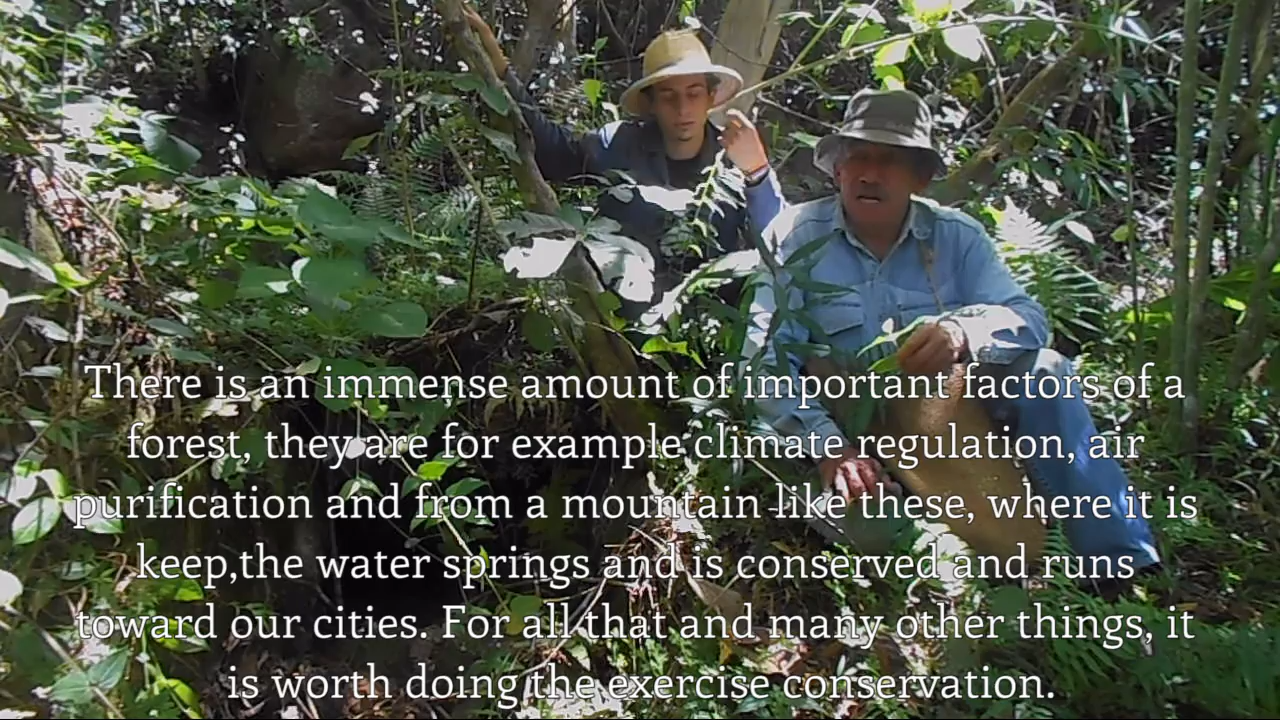 There is an immense amount of important factors of a
forest, they are for example climate regulation, air
purification and from a mountain like these, where it is
keep,the water springs and is conserved and runs
toward our cities. For all that and many other things, it
is worth doing the exercise conservation.